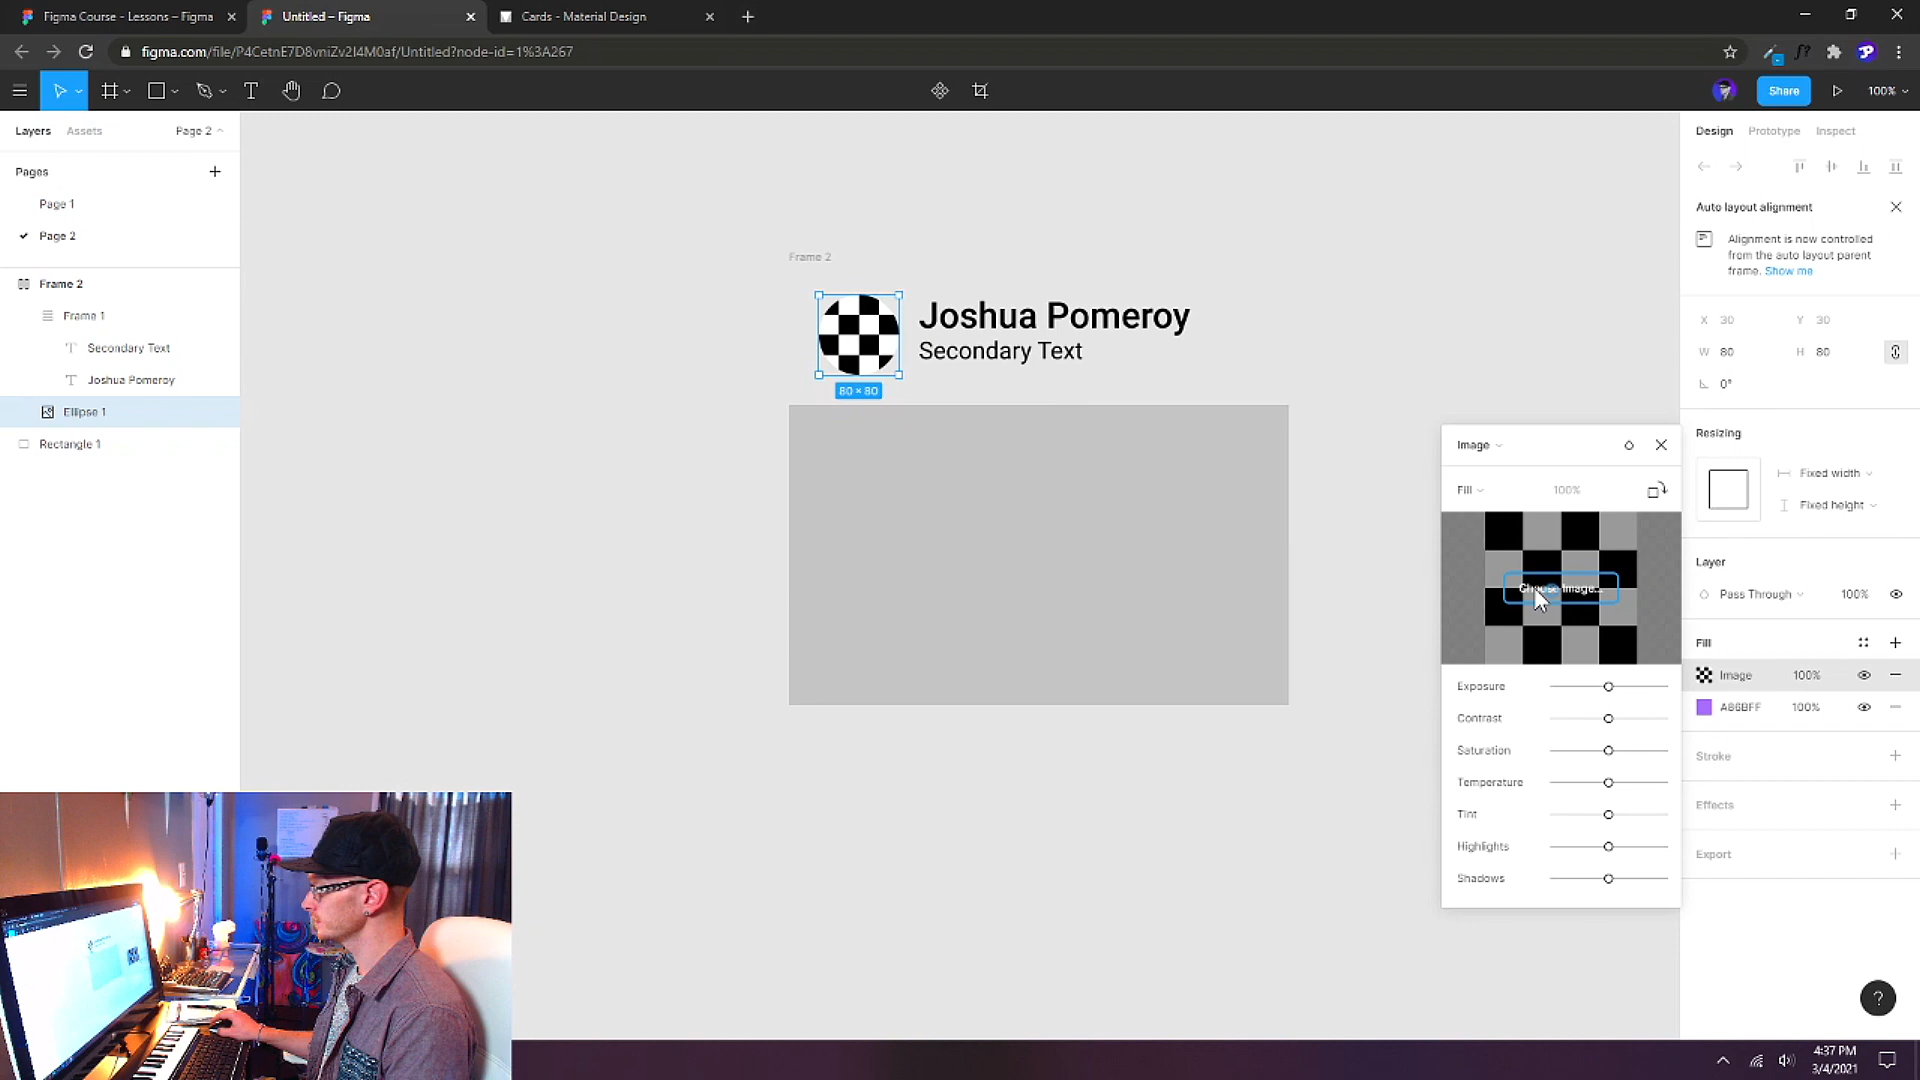 Figma Course - Lessons – Figma
Untitled – Figma
Cards - Material Design
figma.com/file/P4CetnE7D8vniZv2I4M0af/Untitled?node-id=1%3A267
Share
100%
Layers
Assets
Page 2
Pages
Page 1
Page 2
Frame 2
Frame 1
Secondary Text
Joshua Pomeroy
Ellipse 1
Rectangle 1
Frame 2
Joshua Pomeroy
Secondary Text
80 × 80
Image
Fill
100%
Choose Image...
Exposure
Contrast
Saturation
Temperature
Tint
Highlights
Shadows
Design
Prototype
Inspect
Auto layout alignment
Alignment is now controlled
from the auto layout parent
frame. Show me
X 30
Y 30
W 80
H 80
0°
Resizing
Fixed width
Fixed height
Layer
Pass Through
100%
Fill
Image
100%
A86BFF
100%
Stroke
Effects
Export
?
4:37 PM
3/4/2021